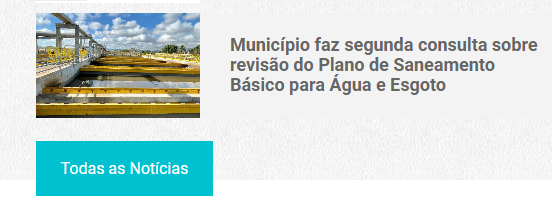 Município faz segunda consulta sobre
revisão do Plano de Saneamento
Básico para Água e Esgoto
Todas as Notícias